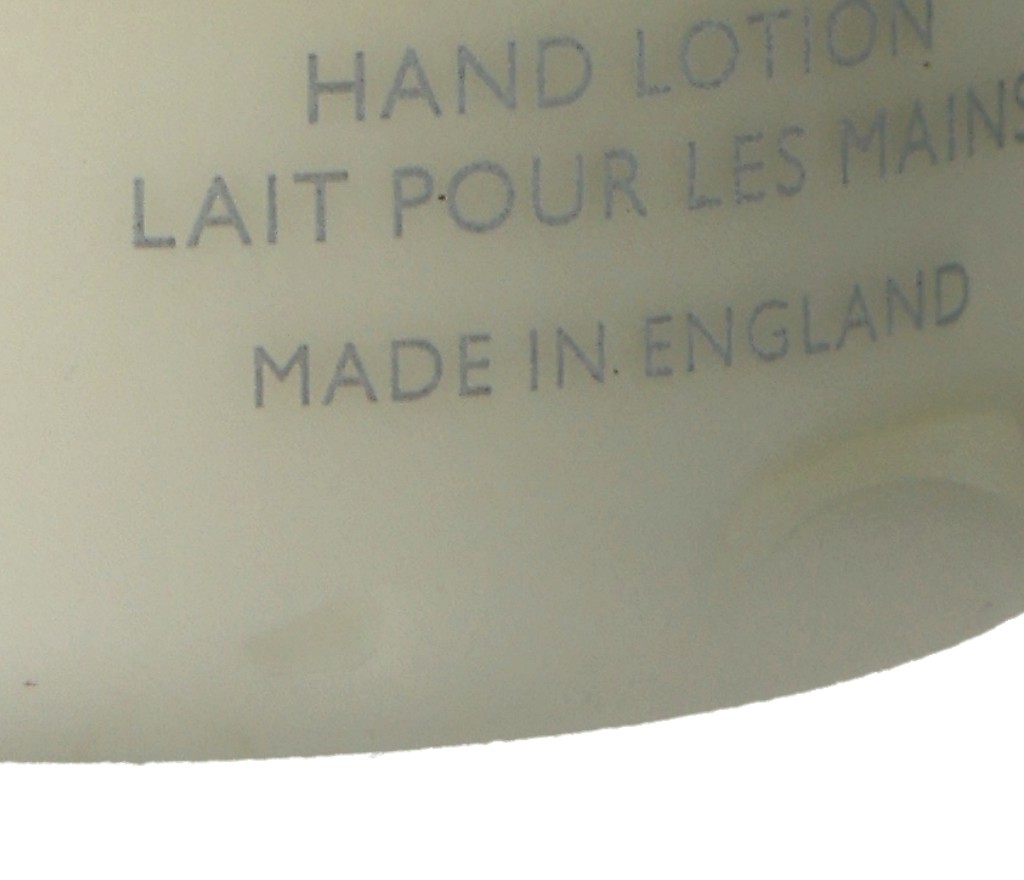 HAND LOTION
LAIT POUR LES MAINS
MADE IN ENGLAND